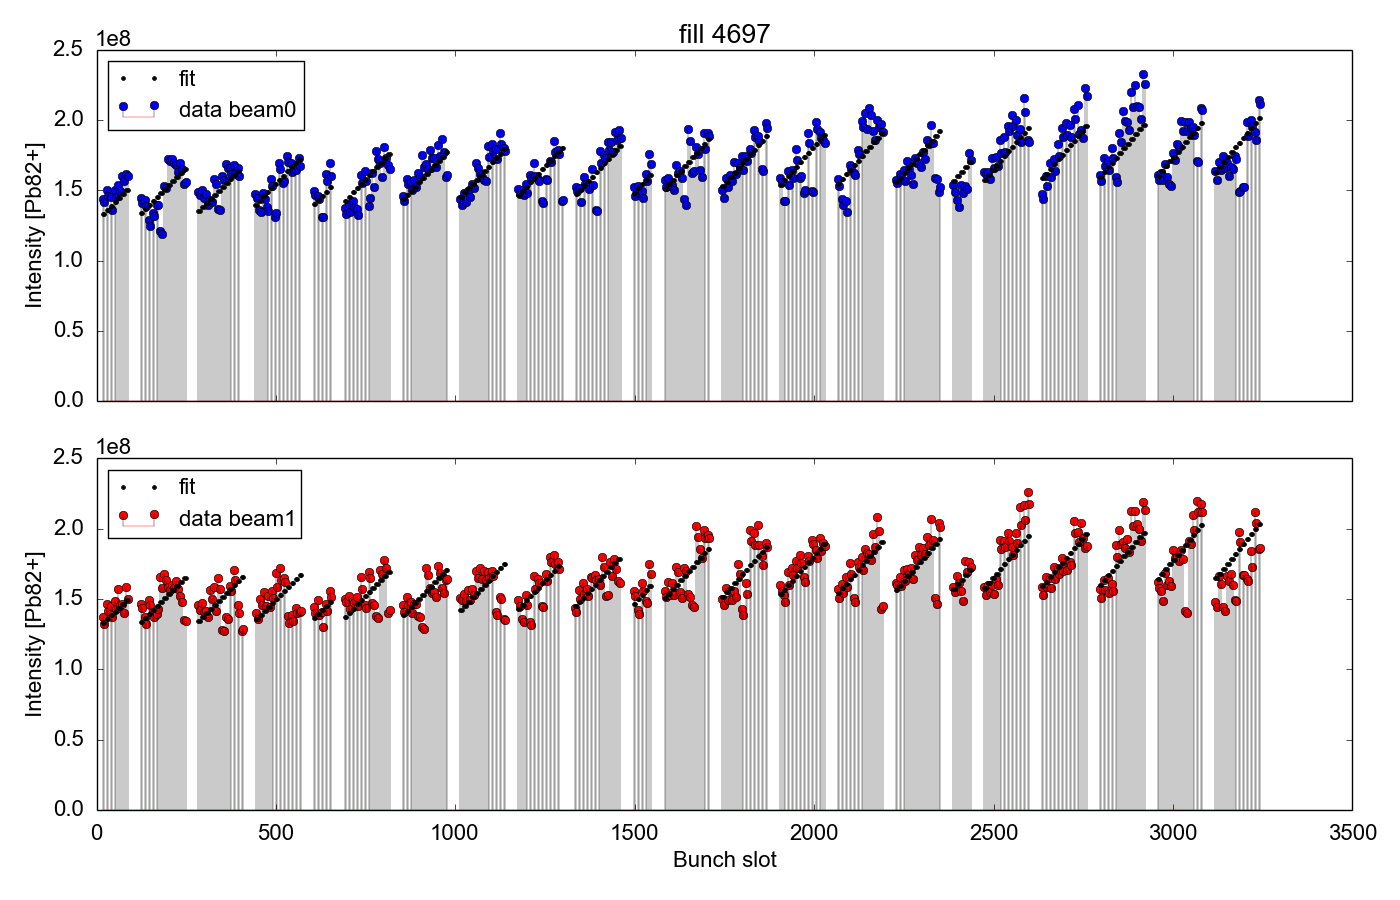 fill 4697
1e8
2.5
2.0
1.5
1.0
0.5
0.0
Intensity [Pb82+]
fit
data beam0
1e8
2.5
2.0
1.5
1.0
0.5
0.0
Intensity [Pb82+]
fit
data beam1
0 500 1000 1500 2000 2500 3000 3500
Bunch slot